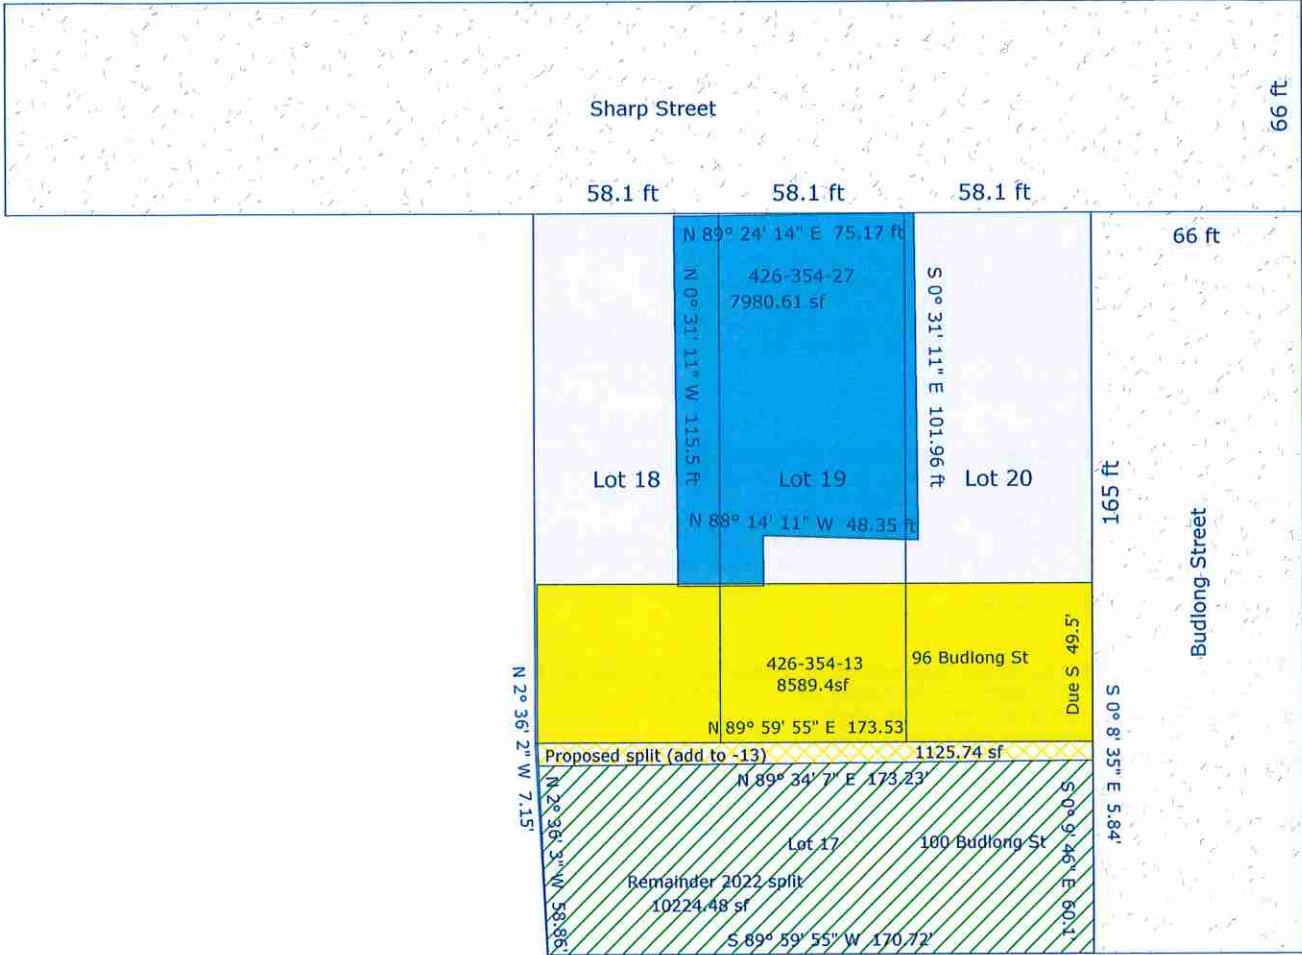 Sharp Street
66 ft
58.1 ft
58.1 ft
58.1 ft
66 ft
N 89° 24' 14" E 75.17 ft
426-354-27
7980.61 sf
N 0° 31' 11" W 115.5 ft
S 0° 31' 11" E 101.96 ft
Lot 18
Lot 19
Lot 20
165 ft
N 88° 14' 11" W 48.35 ft
Budlong Street
426-354-13
8589.4sf
96 Budlong St
Due S 49.5'
N 89° 59' 55" E 173.53'
N 2° 36' 2" W 7.15'
S 0° 8' 35" E 5.84'
Proposed split (add to -13)
1125.74 sf
N 89° 34' 7" E 173.23'
N 2° 36' 3" W 58.86'
S 0° 9' 46" E 60.1'
Lot 17
100 Budlong St
Remainder 2022 split
10224.48 sf
S 89° 59' 55" W 170.72'